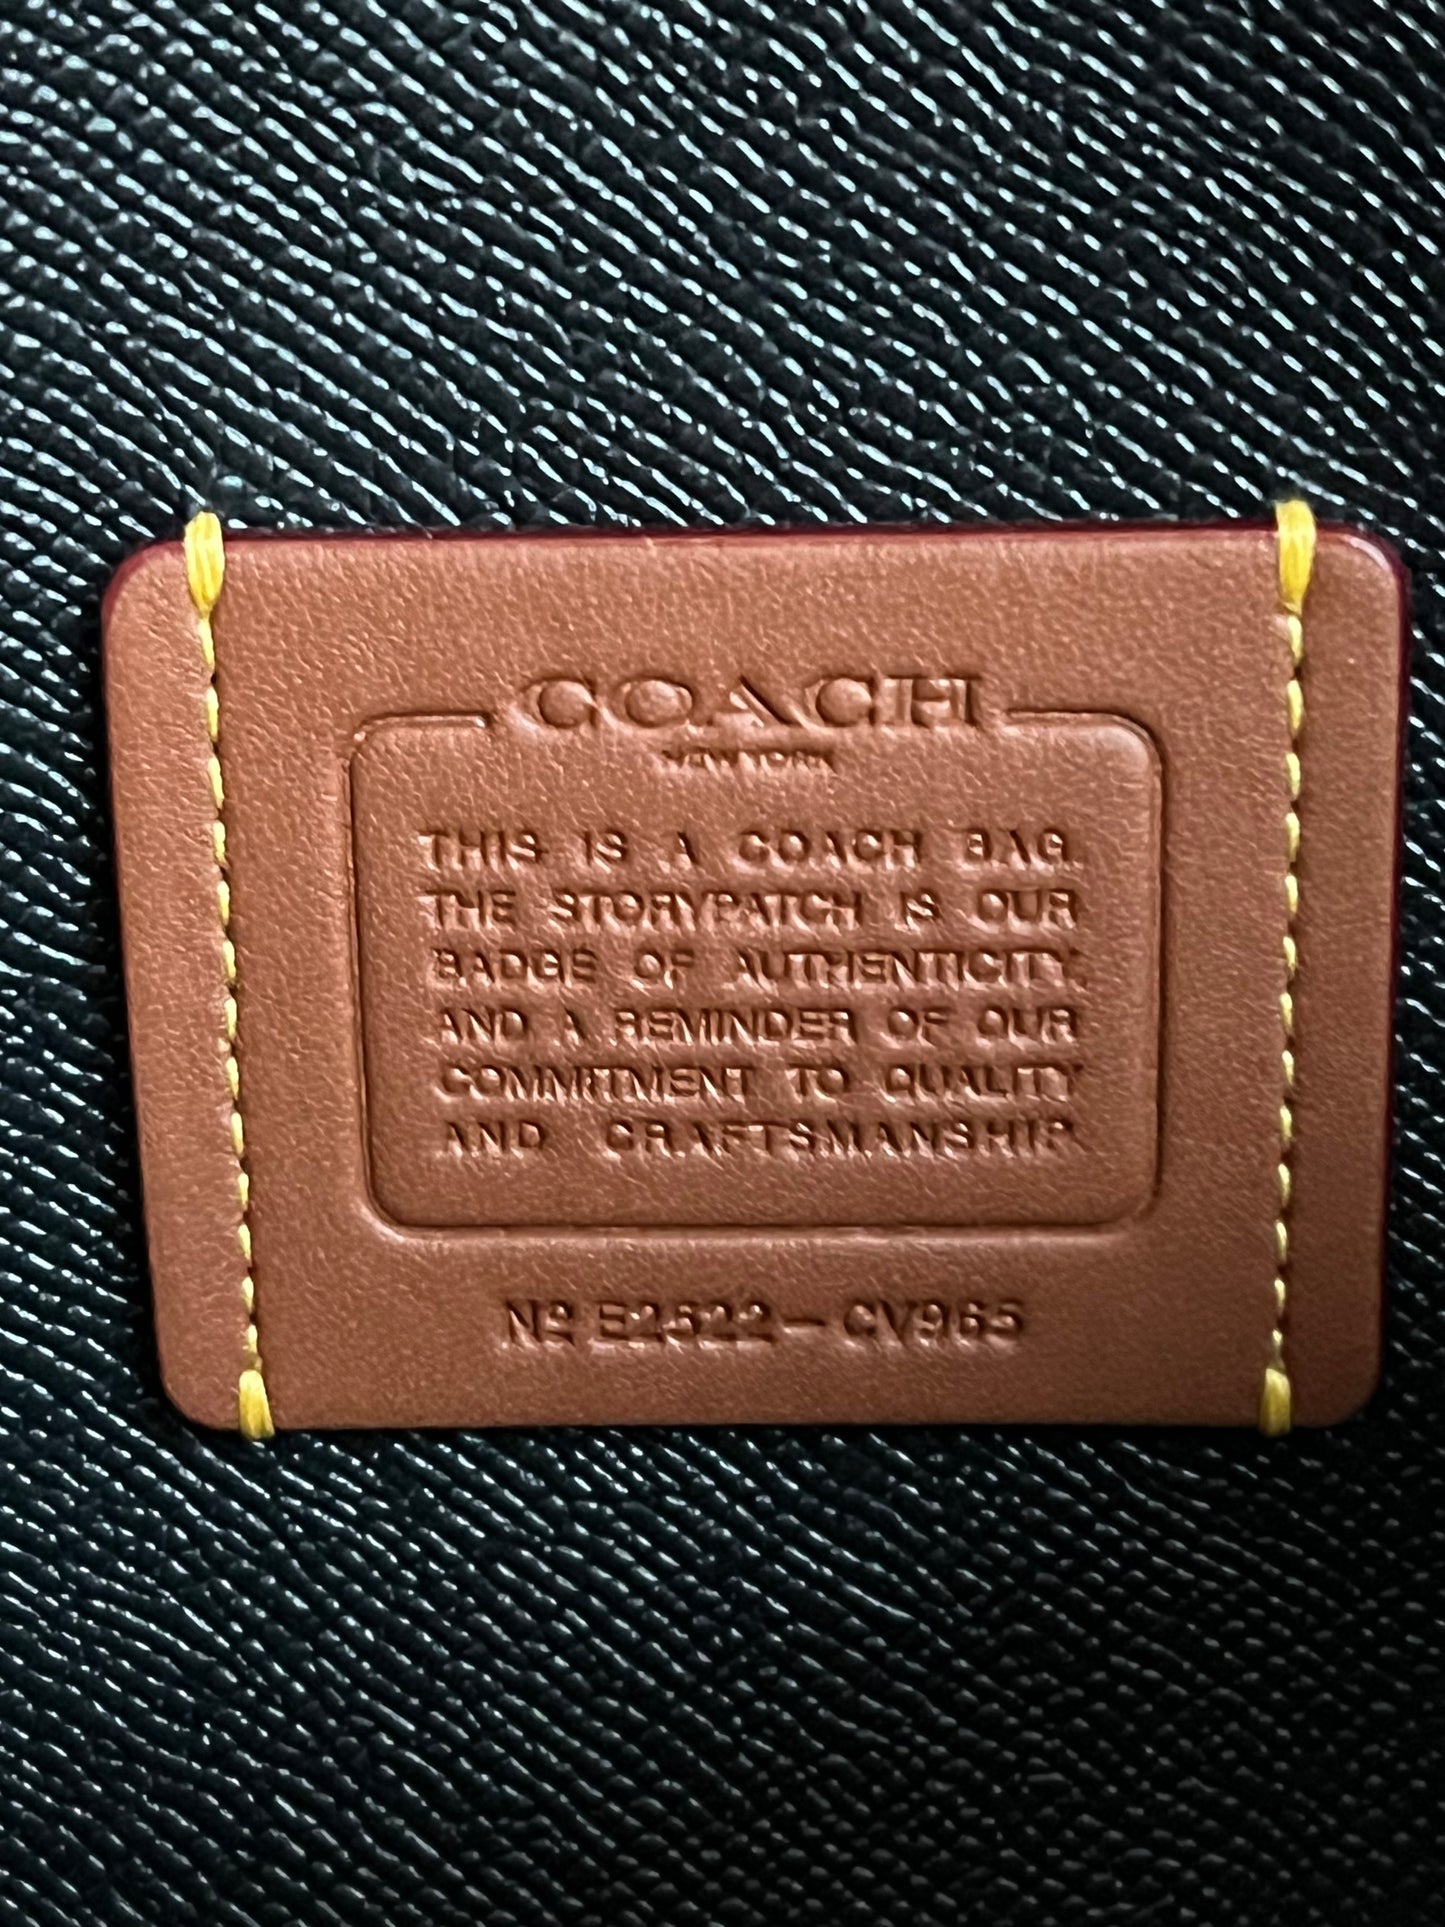 COACH
NEW YORK
THIS IS A COACH BAG.
THE STORYPATCH IS OUR
BADGE OF AUTHENTICITY,
AND A REMINDER OF OUR
COMMITMENT TO QUALITY
AND CRAFTSMANSHIP.
Nº E2522-CV965